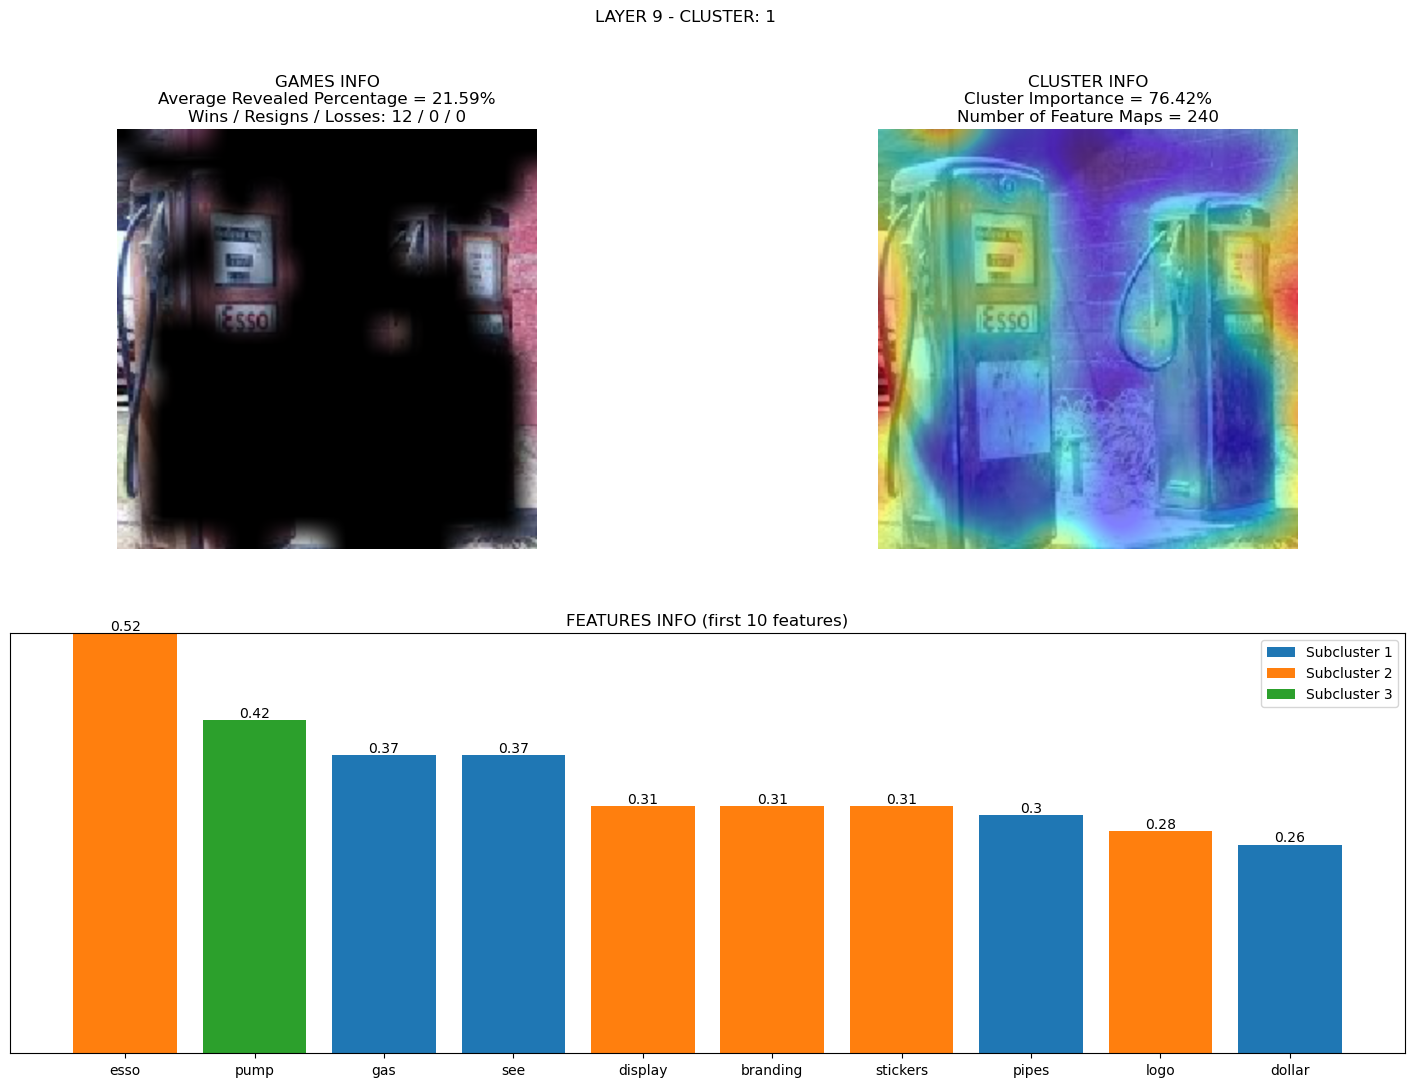 LAYER 9 - CLUSTER: 1
GAMES INFO
Average Revealed Percentage = 21.59%
Wins / Resigns / Losses: 12 / 0 / 0
CLUSTER INFO
Cluster Importance = 76.42%
Number of Feature Maps = 240
ESSO
ESSO
FEATURES INFO (first 10 features)
0.52
0.42
0.37
0.37
0.31
0.31
0.31
0.3
0.28
0.26
Subcluster 1
Subcluster 2
Subcluster 3
esso
pump
gas
see
display
branding
stickers
pipes
logo
dollar